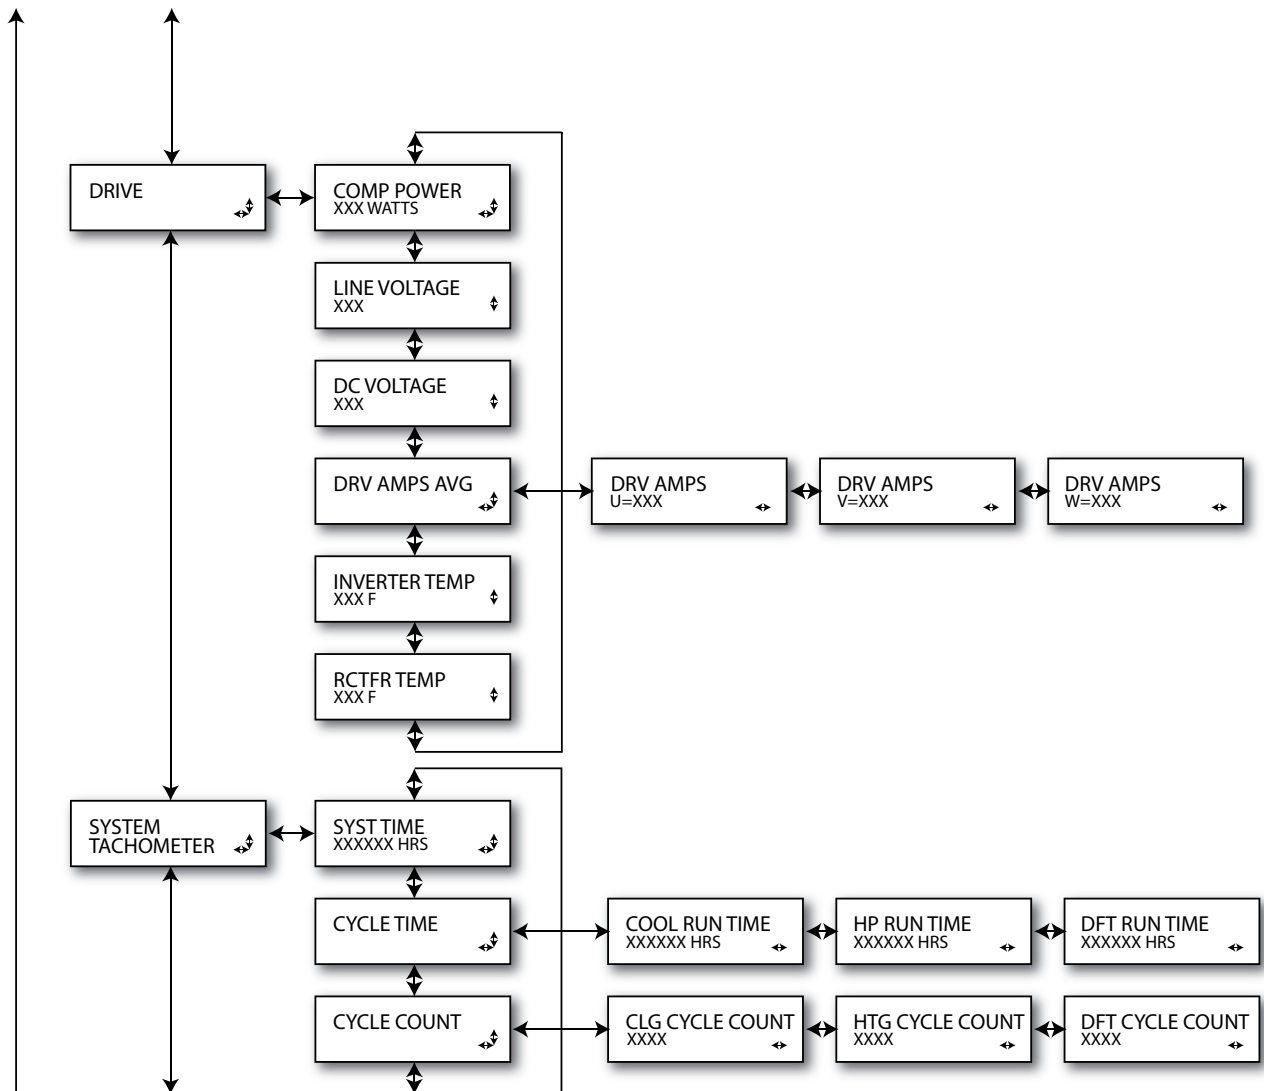 DRIVE
COMP POWER
XXX WATTS
LINE VOLTAGE
XXX
DC VOLTAGE
XXX
DRV AMPS AVG
DRV AMPS
U=XXX
DRV AMPS
V=XXX
DRV AMPS
W=XXX
INVERTER TEMP
XXX F
RCTFR TEMP
XXX F
SYSTEM
TACHOMETER
SYST TIME
XXXXXX HRS
CYCLE TIME
COOL RUN TIME
XXXXXX HRS
HP RUN TIME
XXXXXX HRS
DFT RUN TIME
XXXXXX HRS
CYCLE COUNT
CLG CYCLE COUNT
XXXX
HTG CYCLE COUNT
XXXX
DFT CYCLE COUNT
XXXX